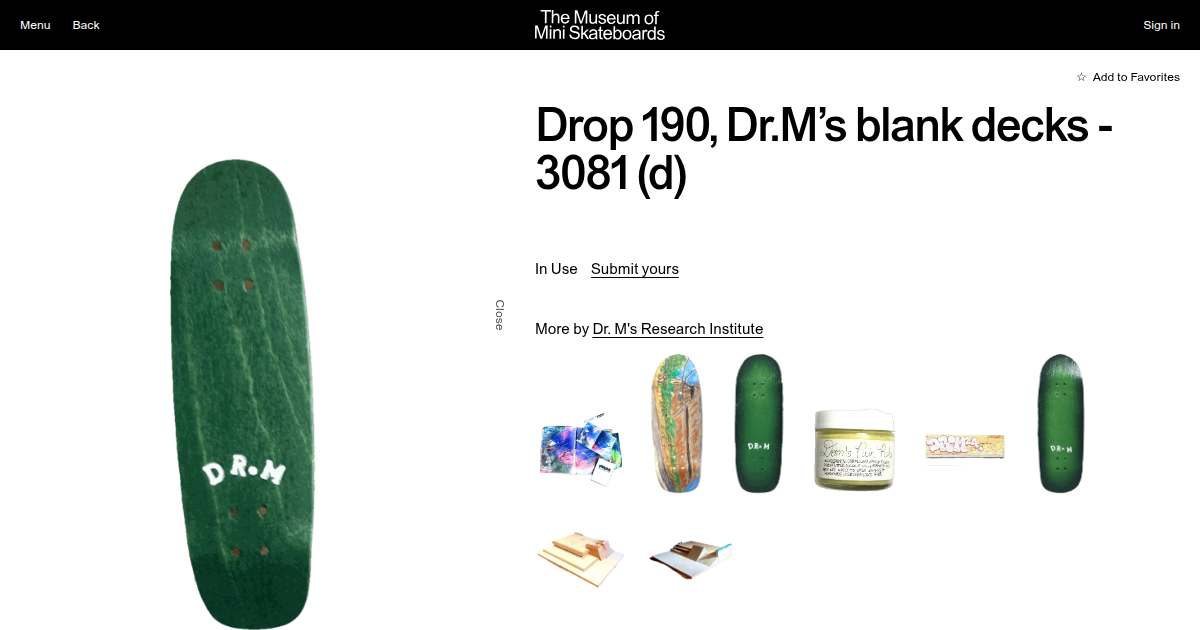 Menu
Back
The Museum of
Mini Skateboards
Sign in
☆ Add to Favorites
Drop 190, Dr.M’s blank decks -
3081 (d)
In Use Submit yours
Close
More by Dr. M's Research Institute
DR•M
DR•M
DR•M